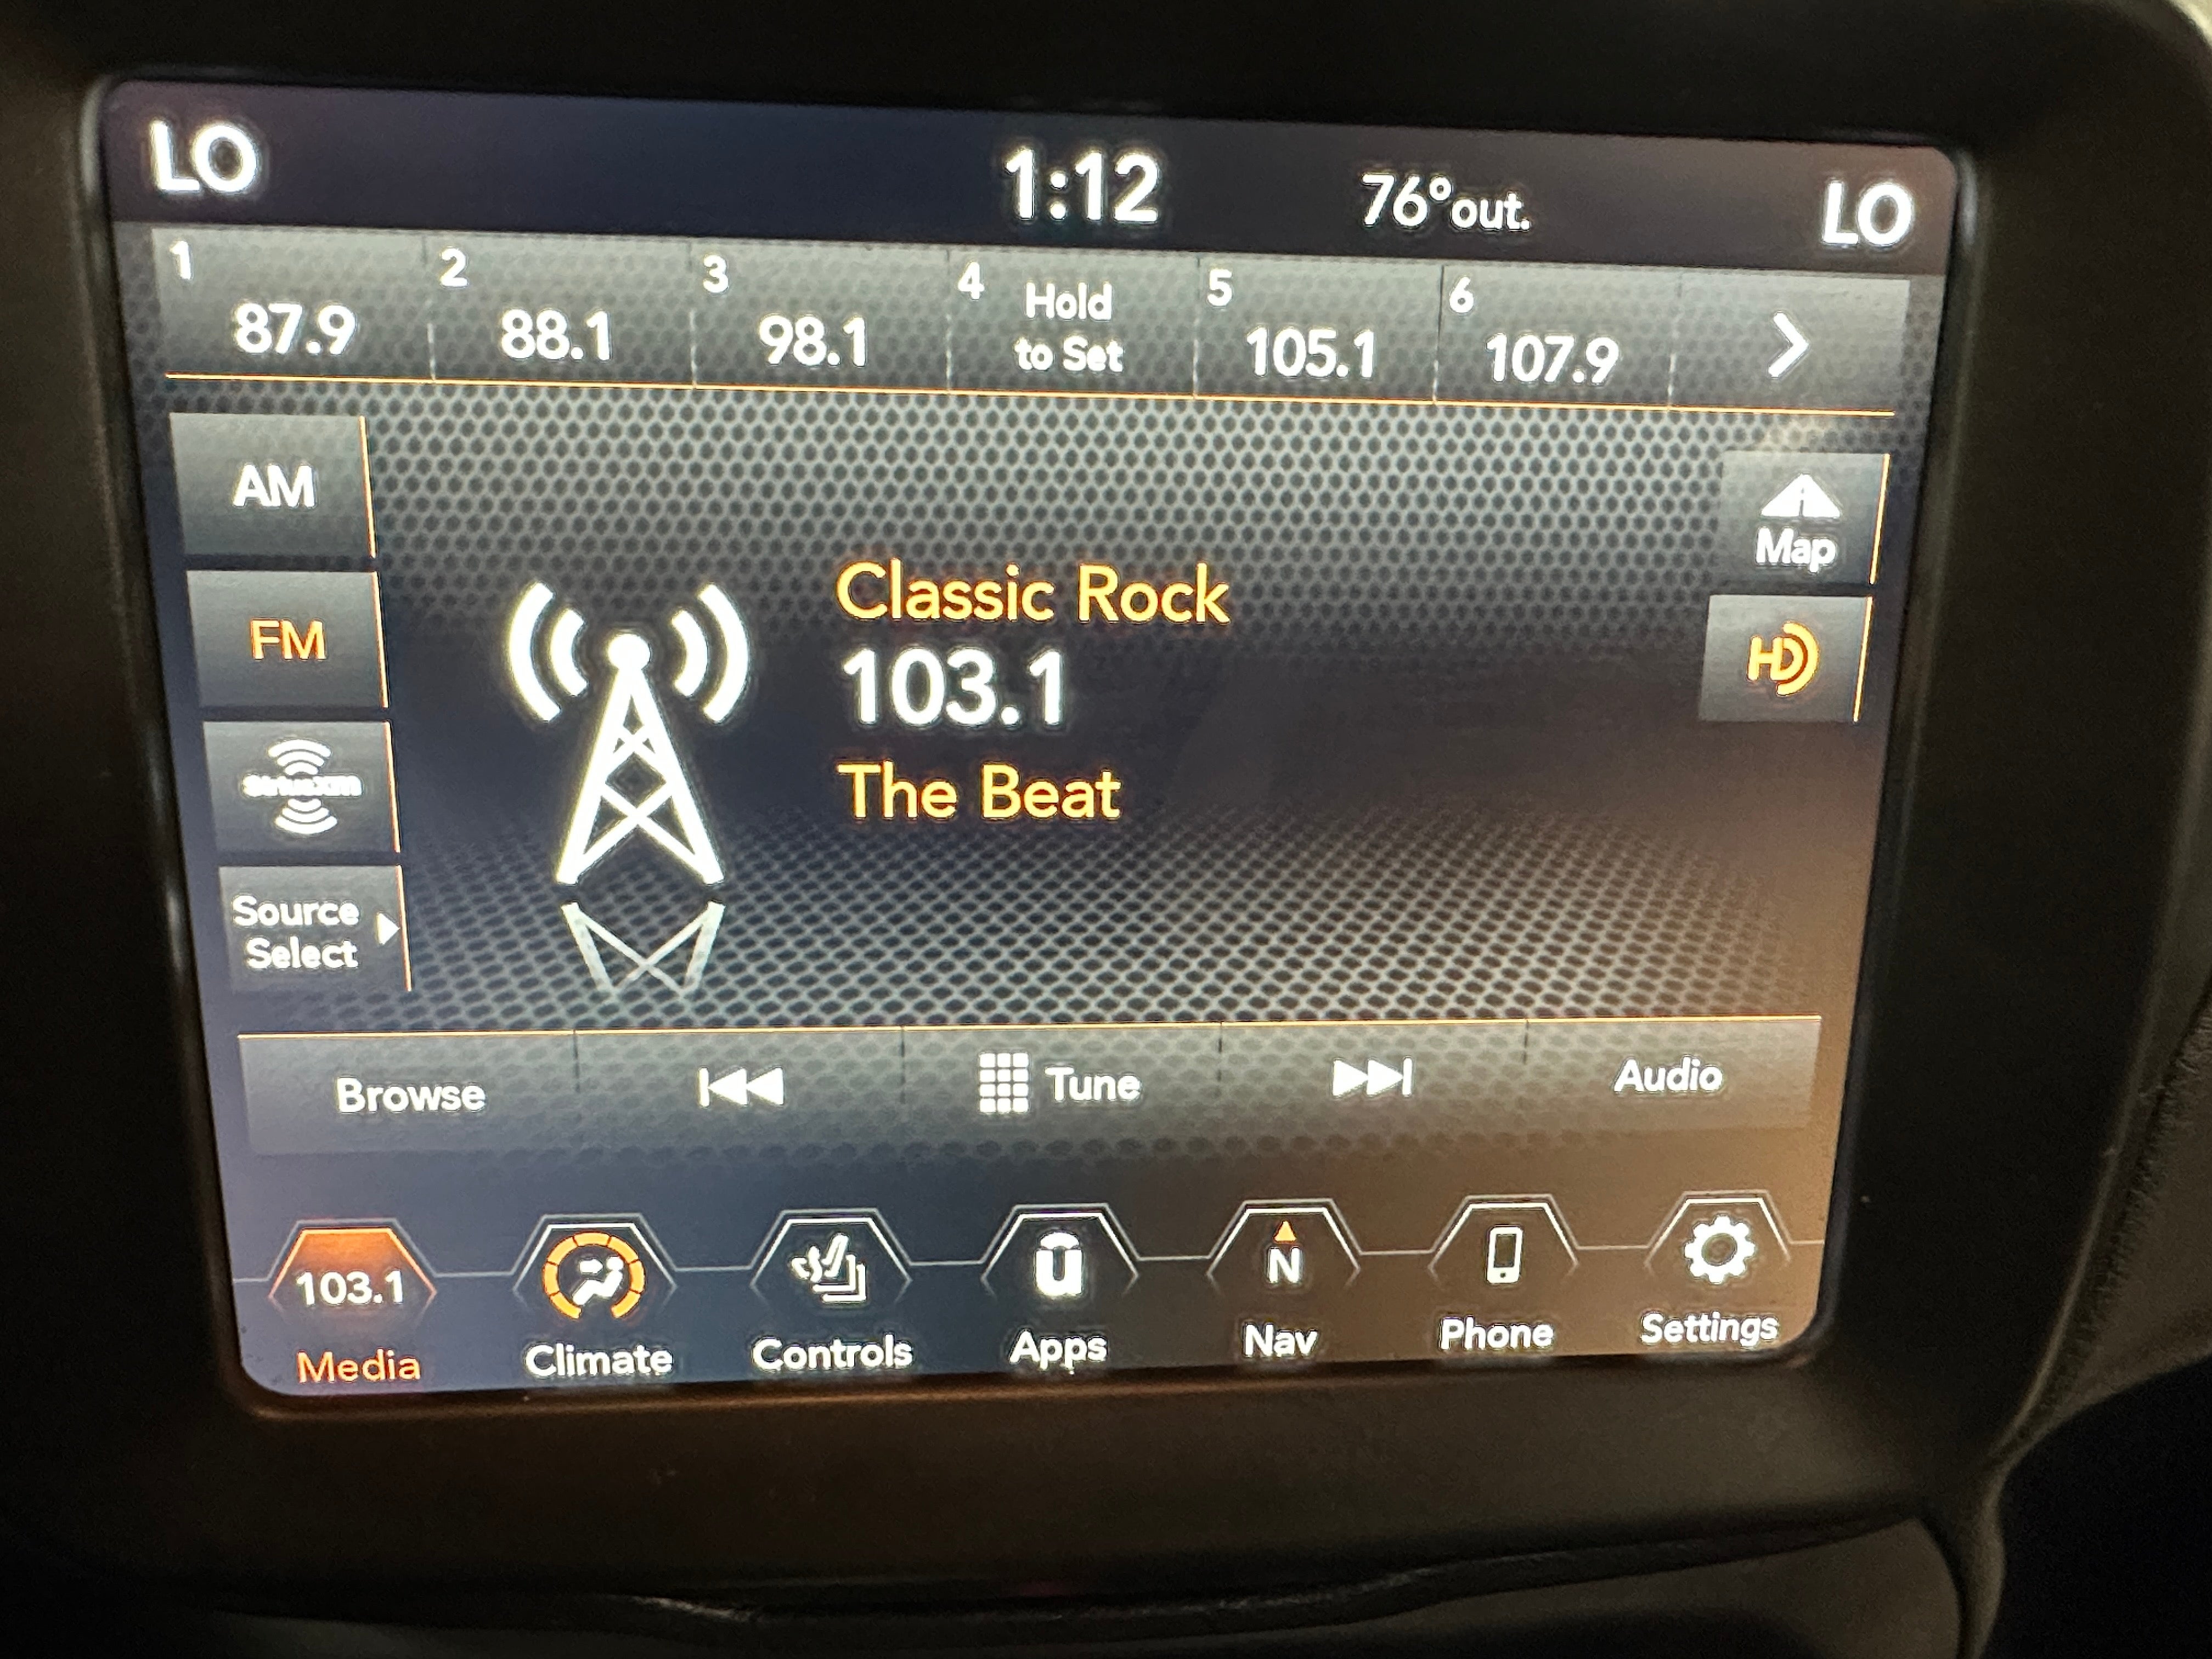 LO 1:12 76°out. LO
1 2 3 4 5 6
87.9 88.1 98.1 Hold to Set 105.1 107.9
AM
Map
Classic Rock
FM
103.1
HD
siriusxm
The Beat
Source
Select
Browse Tune Audio
103.1 N
Media Climate Controls Apps Nav Phone Settings